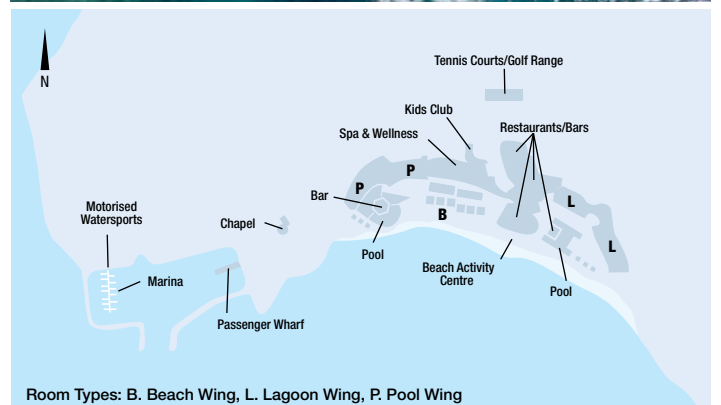 N
Tennis Courts/Golf Range
Kids Club
Restaurants/Bars
Spa & Wellness
P
P
Bar
L
B
Motorised
Watersports
Chapel
L
Pool
Marina
Beach Activity
Centre
Pool
Passenger Wharf
Room Types: B. Beach Wing, L. Lagoon Wing, P. Pool Wing